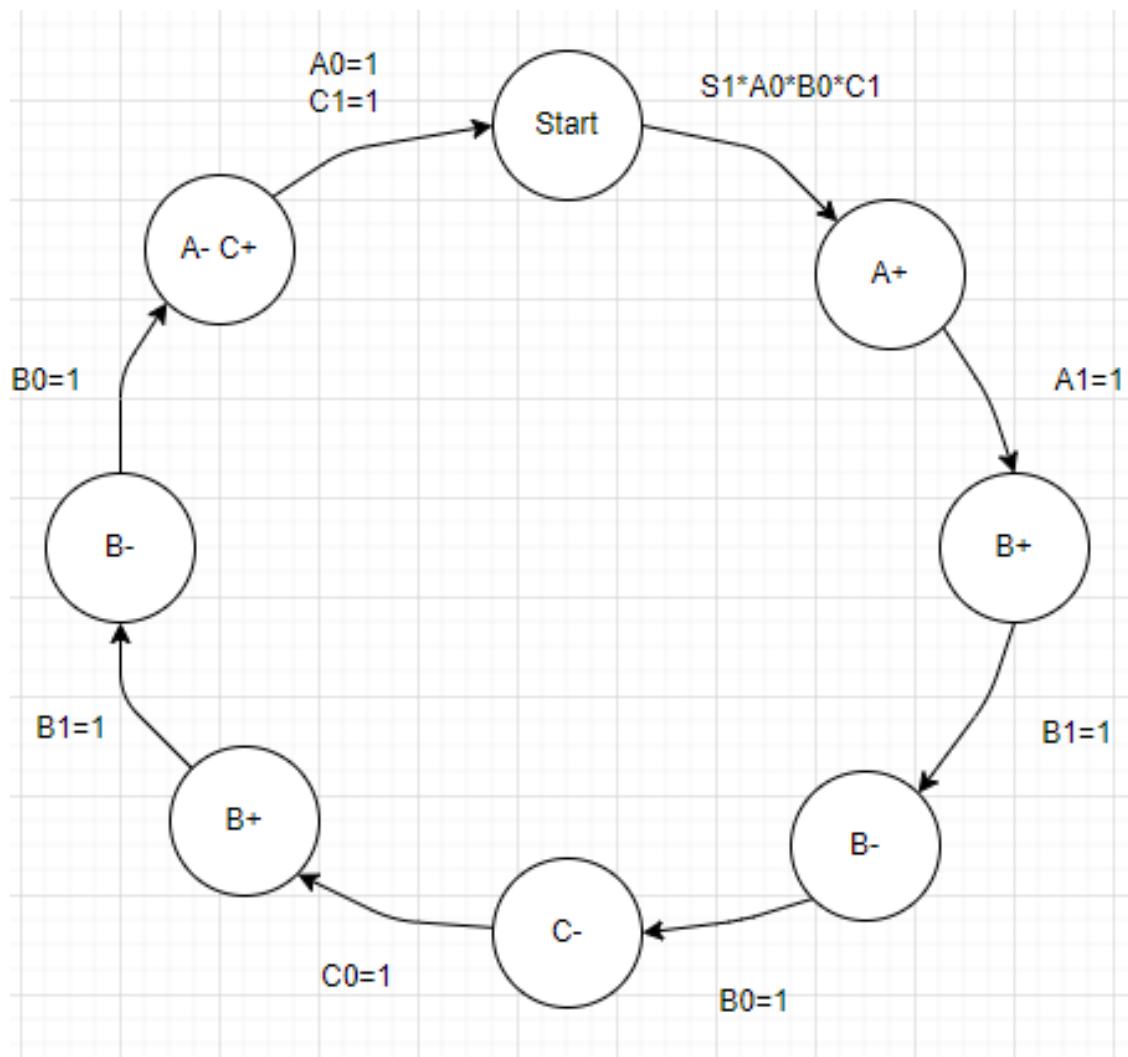 A0=1
C1=1
Start
S1*A0*B0*C1
A- C+
A+
B0=1
A1=1
B-
B+
B1=1
B1=1
B+
B-
C-
C0=1
B0=1